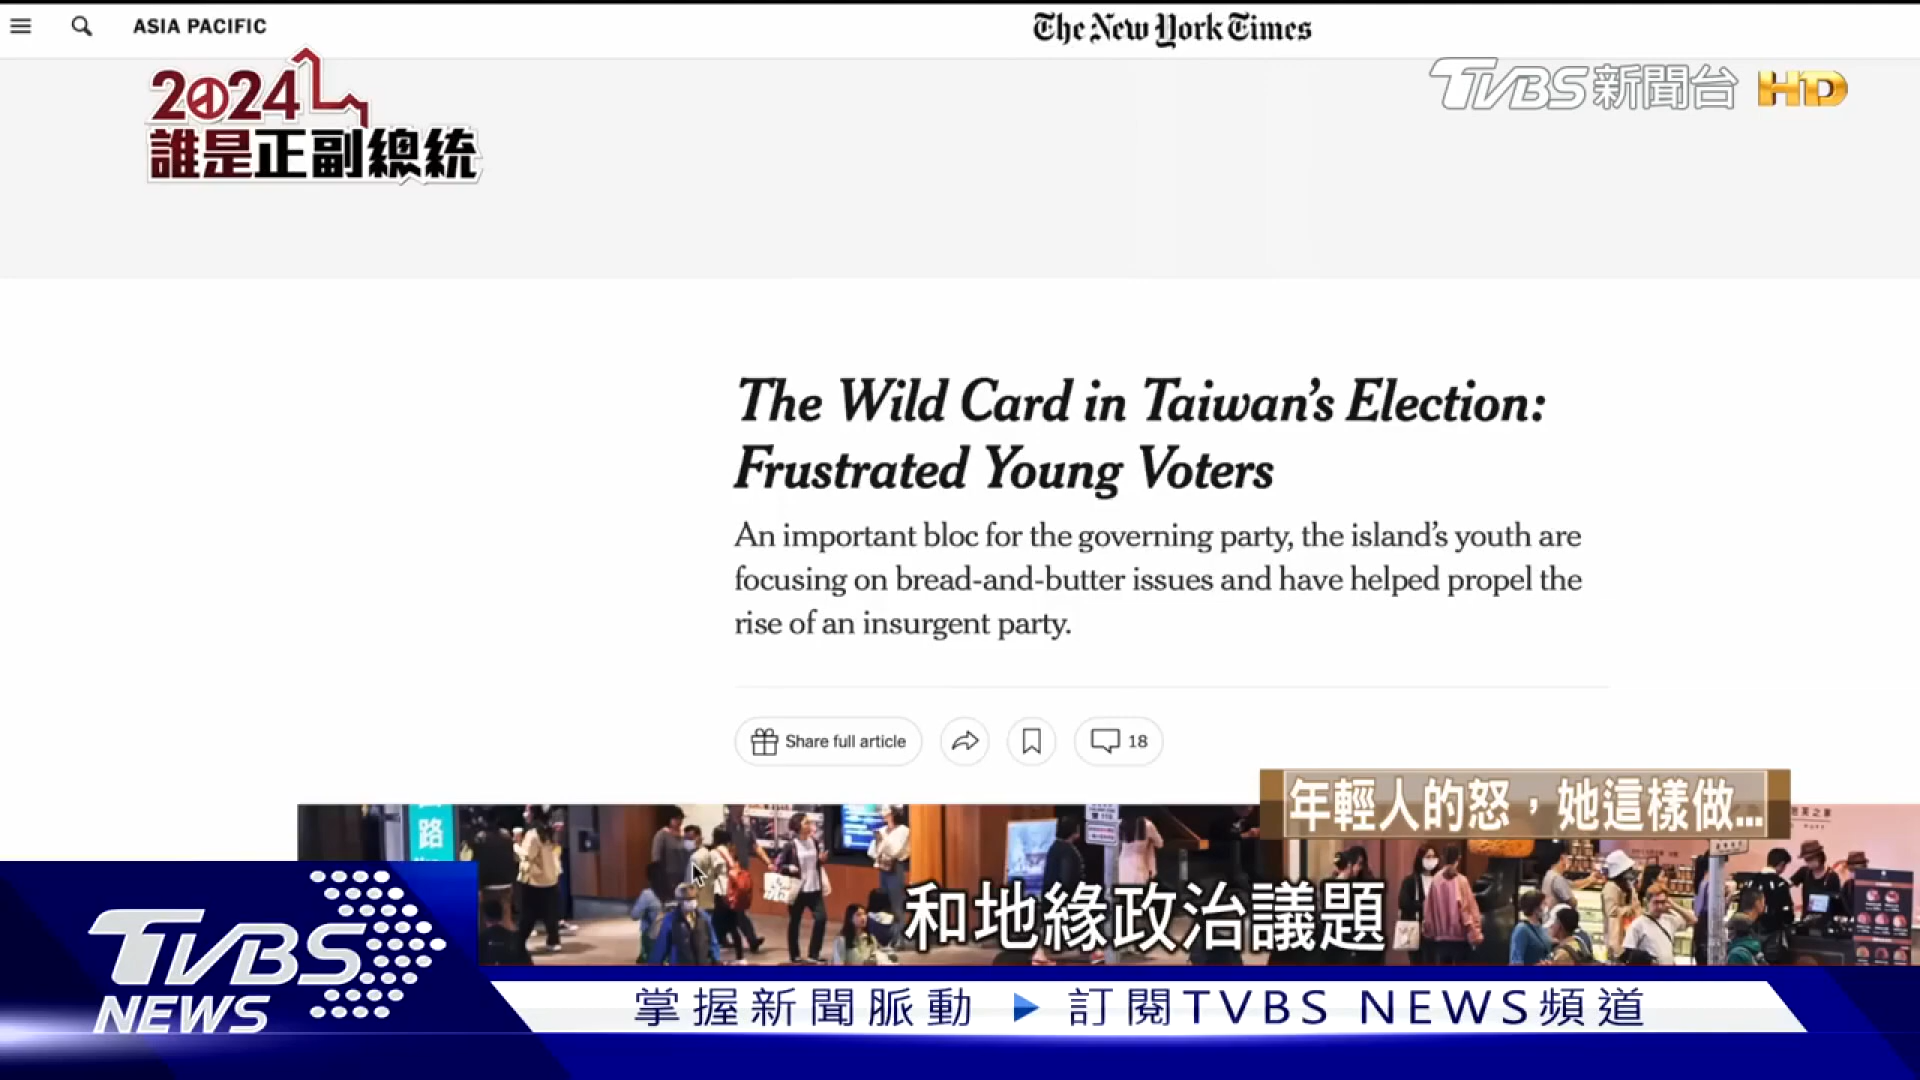 ASIA PACIFIC
The New York Times
2024
誰是正副總統
TVBS新聞台 HD
The Wild Card in Taiwan's Election:
Frustrated Young Voters
An important bloc for the governing party, the island's youth are
focusing on bread-and-butter issues and have helped propel the
rise of an insurgent party.
Share full article
18
年輕人的怒，她這樣做...
路
和地緣政治議題
TVBS
NEWS
掌握新聞脈動 ▶ 訂閱TVBS NEWS頻道